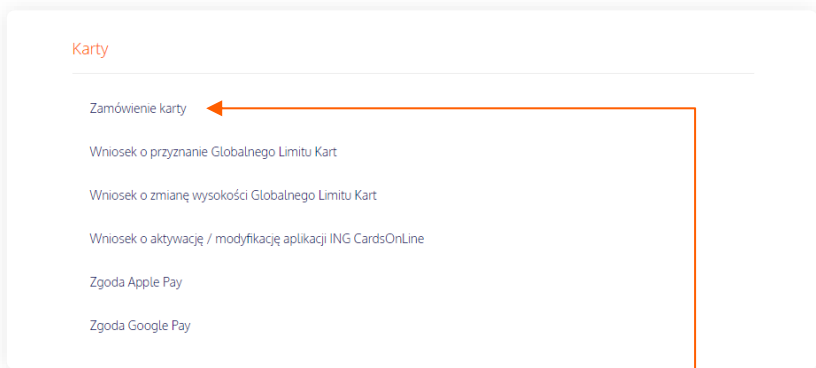 Karty
Zamówienie karty
Wniosek o przyznanie Globalnego Limitu Kart
Wniosek o zmianę wysokości Globalnego Limitu Kart
Wniosek o aktywację / modyfikację aplikacji ING CardsOnLine
Zgoda Apple Pay
Zgoda Google Pay